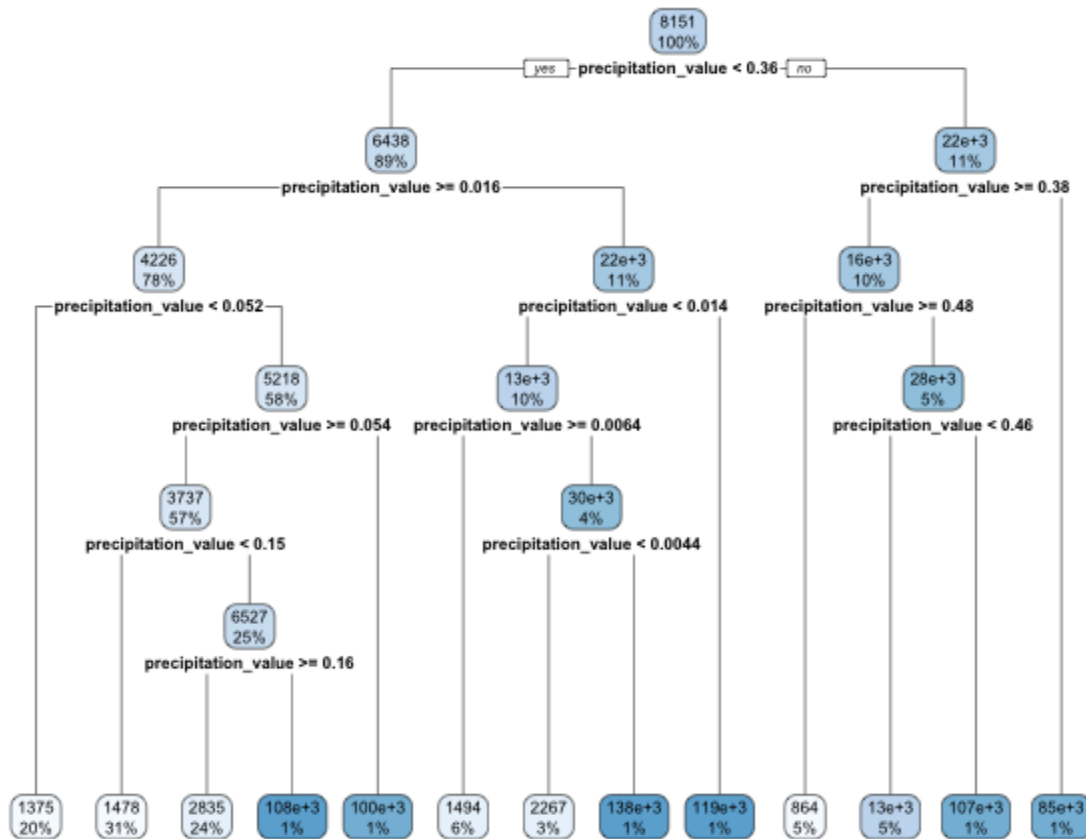 8151
100%
yes precipitation_value < 0.36 no
6438
89%
22e+3
11%
precipitation_value >= 0.016
precipitation_value >= 0.38
4226
78%
22e+3
11%
16e+3
10%
precipitation_value < 0.052
precipitation_value < 0.014
precipitation_value >= 0.48
5218
58%
13e+3
10%
28e+3
5%
precipitation_value >= 0.054
precipitation_value >= 0.0064
precipitation_value < 0.46
3737
57%
30e+3
4%
precipitation_value < 0.15
precipitation_value < 0.0044
6527
25%
precipitation_value >= 0.16
1375
20%
1478
31%
2835
24%
108e+3
1%
100e+3
1%
1494
6%
2267
3%
138e+3
1%
119e+3
1%
864
5%
13e+3
5%
107e+3
1%
85e+3
1%